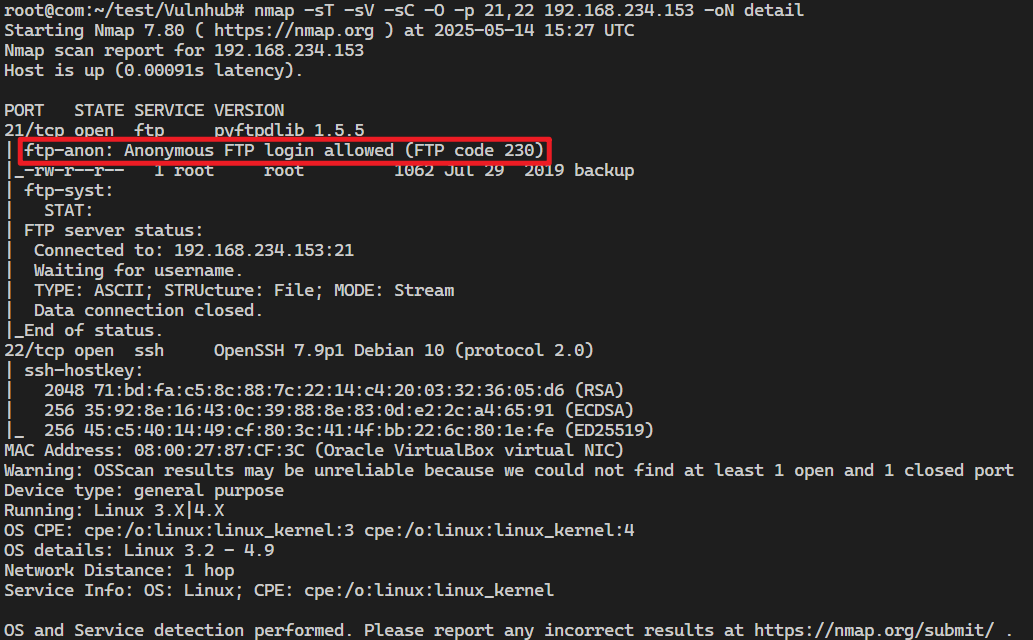 root@com:~/test/Vulnhub# nmap -sT -sV -sC -O -p 21,22 192.168.234.153 -oN detail
Starting Nmap 7.80 ( https://nmap.org ) at 2025-05-14 15:27 UTC
Nmap scan report for 192.168.234.153
Host is up (0.00091s latency).

PORT   STATE SERVICE VERSION
21/tcp open  ftp     pyftpdlib 1.5.5
| ftp-anon: Anonymous FTP login allowed (FTP code 230)
|_-rw-r--r--   1 root     root         1062 Jul 29  2019 backup
| ftp-syst:
|   STAT:
| FTP server status:
|  Connected to: 192.168.234.153:21
|  Waiting for username.
|  TYPE: ASCII; STRUcture: File; MODE: Stream
|  Data connection closed.
|_End of status.
22/tcp open  ssh     OpenSSH 7.9p1 Debian 10 (protocol 2.0)
| ssh-hostkey:
|   2048 71:bd:fa:c5:8c:88:7c:22:14:c4:20:03:32:36:05:d6 (RSA)
|   256 35:92:8e:16:43:0c:39:88:8e:83:0d:e2:2c:a4:65:91 (ECDSA)
|_  256 45:c5:40:14:49:cf:80:3c:41:4f:bb:22:6c:80:1e:fe (ED25519)
MAC Address: 08:00:27:87:CF:3C (Oracle VirtualBox virtual NIC)
Warning: OSScan results may be unreliable because we could not find at least 1 open and 1 closed port
Device type: general purpose
Running: Linux 3.X|4.X
OS CPE: cpe:/o:linux:linux_kernel:3 cpe:/o:linux:linux_kernel:4
OS details: Linux 3.2 - 4.9
Network Distance: 1 hop
Service Info: OS: Linux; CPE: cpe:/o:linux:linux_kernel

OS and Service detection performed. Please report any incorrect results at https://nmap.org/submit/ .